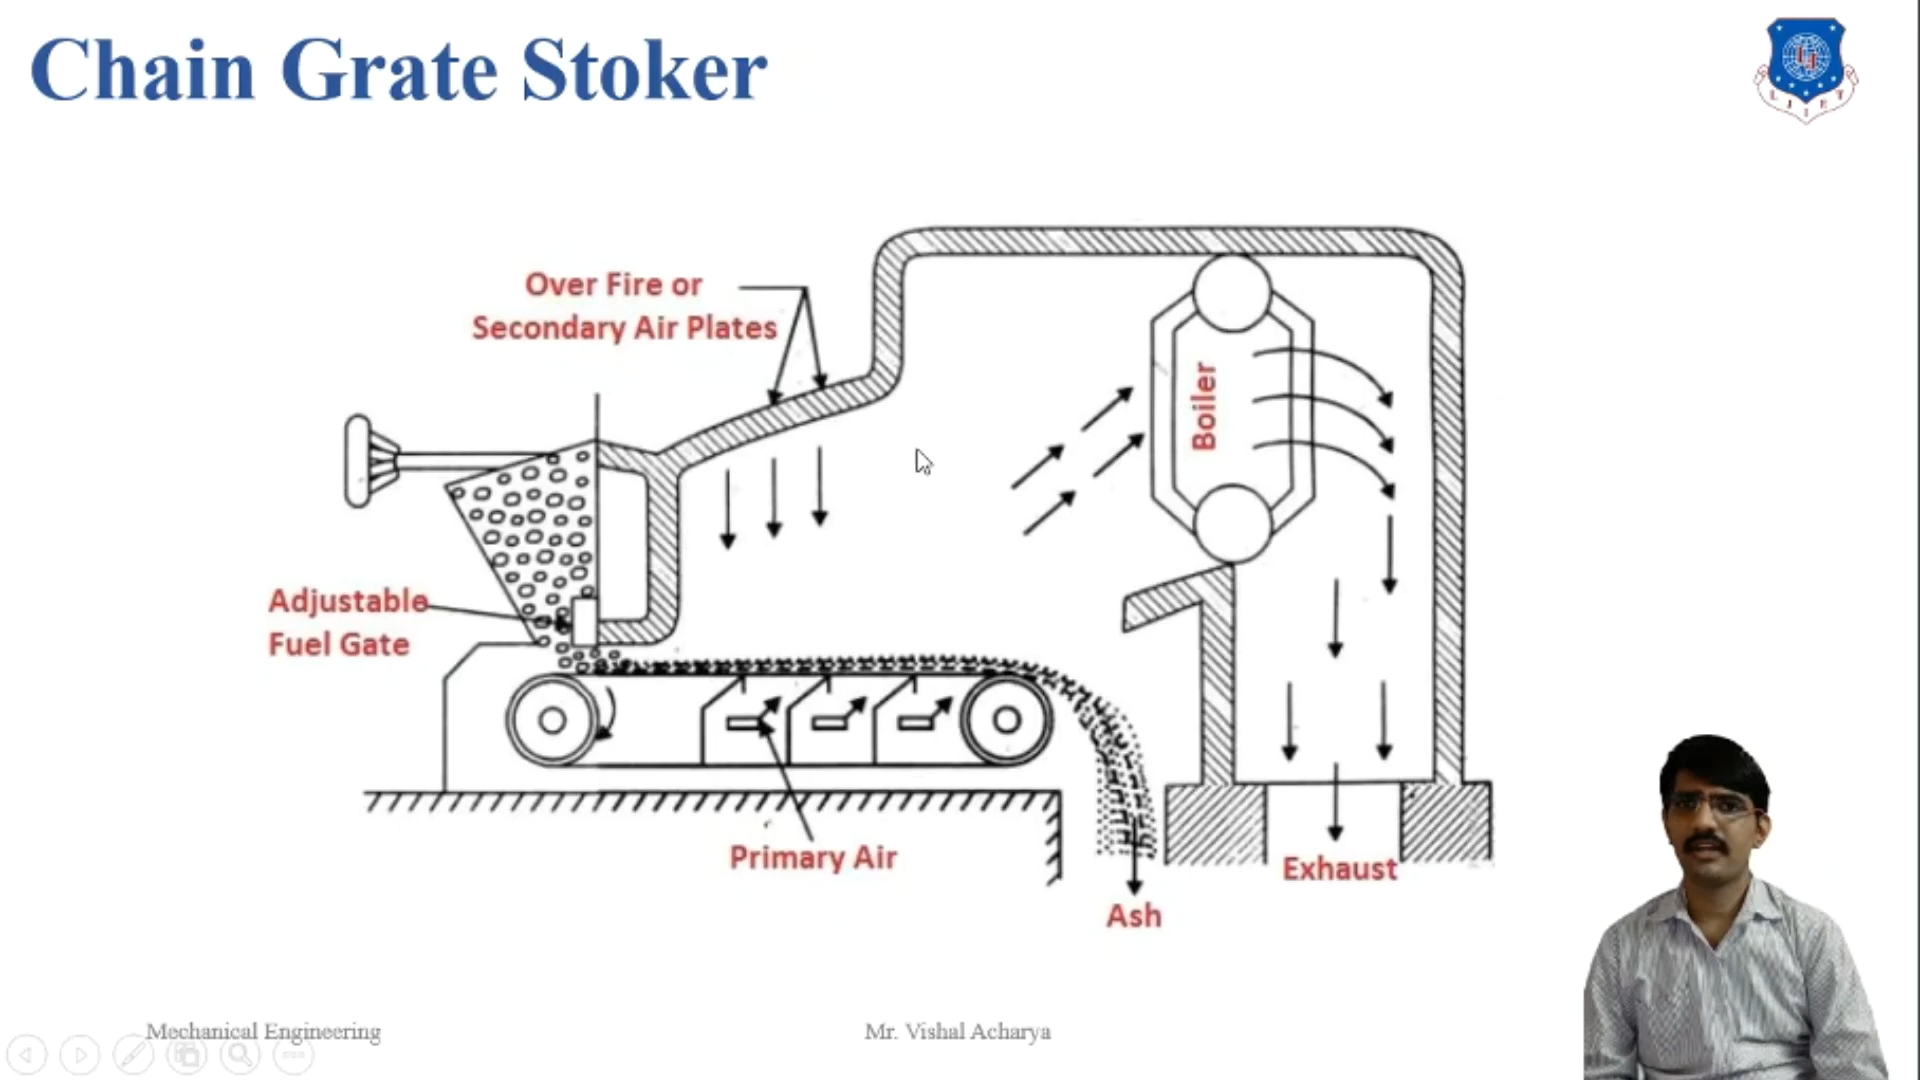 Chain Grate Stoker
L J I E T
Over Fire or
Secondary Air Plates
Boiler
Adjustable
Fuel Gate
Primary Air
Exhaust
Ash
Mechanical Engineering
Mr. Vishal Acharya